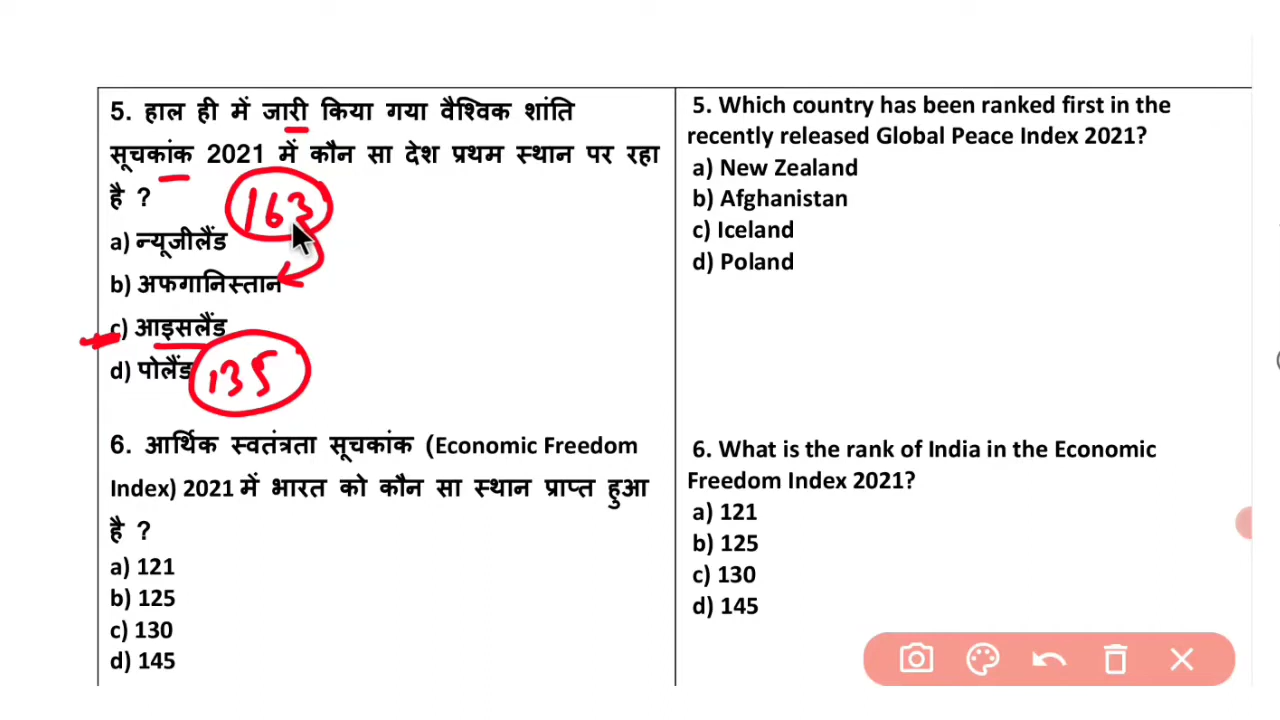 5. हाल ही में जारी किया गया वैश्विक शांति
सूचकांक 2021 में कौन सा देश प्रथम स्थान पर रहा
है ?
163
a) न्यूजीलैंड
b) अफगानिस्तान
c) आइसलैंड
d) पोलैंड
135
6. आर्थिक स्वतंत्रता सूचकांक (Economic Freedom
Index) 2021 में भारत को कौन सा स्थान प्राप्त हुआ
है ?
a) 121
b) 125
c) 130
d) 145
5. Which country has been ranked first in the
recently released Global Peace Index 2021?
a) New Zealand
b) Afghanistan
c) Iceland
d) Poland
6. What is the rank of India in the Economic
Freedom Index 2021?
a) 121
b) 125
c) 130
d) 145